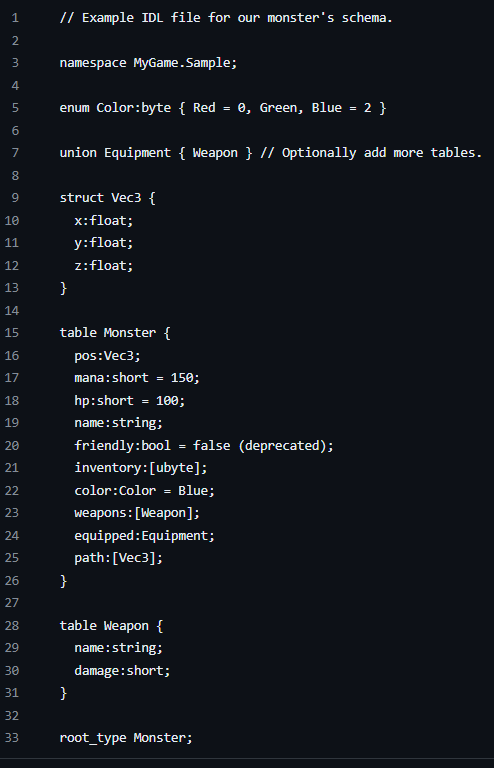 1 // Example IDL file for our monster's schema.
2
3 namespace MyGame.Sample;
4
5 enum Color:byte { Red = 0, Green, Blue = 2 }
6
7 union Equipment { Weapon } // Optionally add more tables.
8
9 struct Vec3 {
10   x:float;
11   y:float;
12   z:float;
13 }
14
15 table Monster {
16   pos:Vec3;
17   mana:short = 150;
18   hp:short = 100;
19   name:string;
20   friendly:bool = false (deprecated);
21   inventory:[ubyte];
22   color:Color = Blue;
23   weapons:[Weapon];
24   equipped:Equipment;
25   path:[Vec3];
26 }
27
28 table Weapon {
29   name:string;
30   damage:short;
31 }
32
33 root_type Monster;